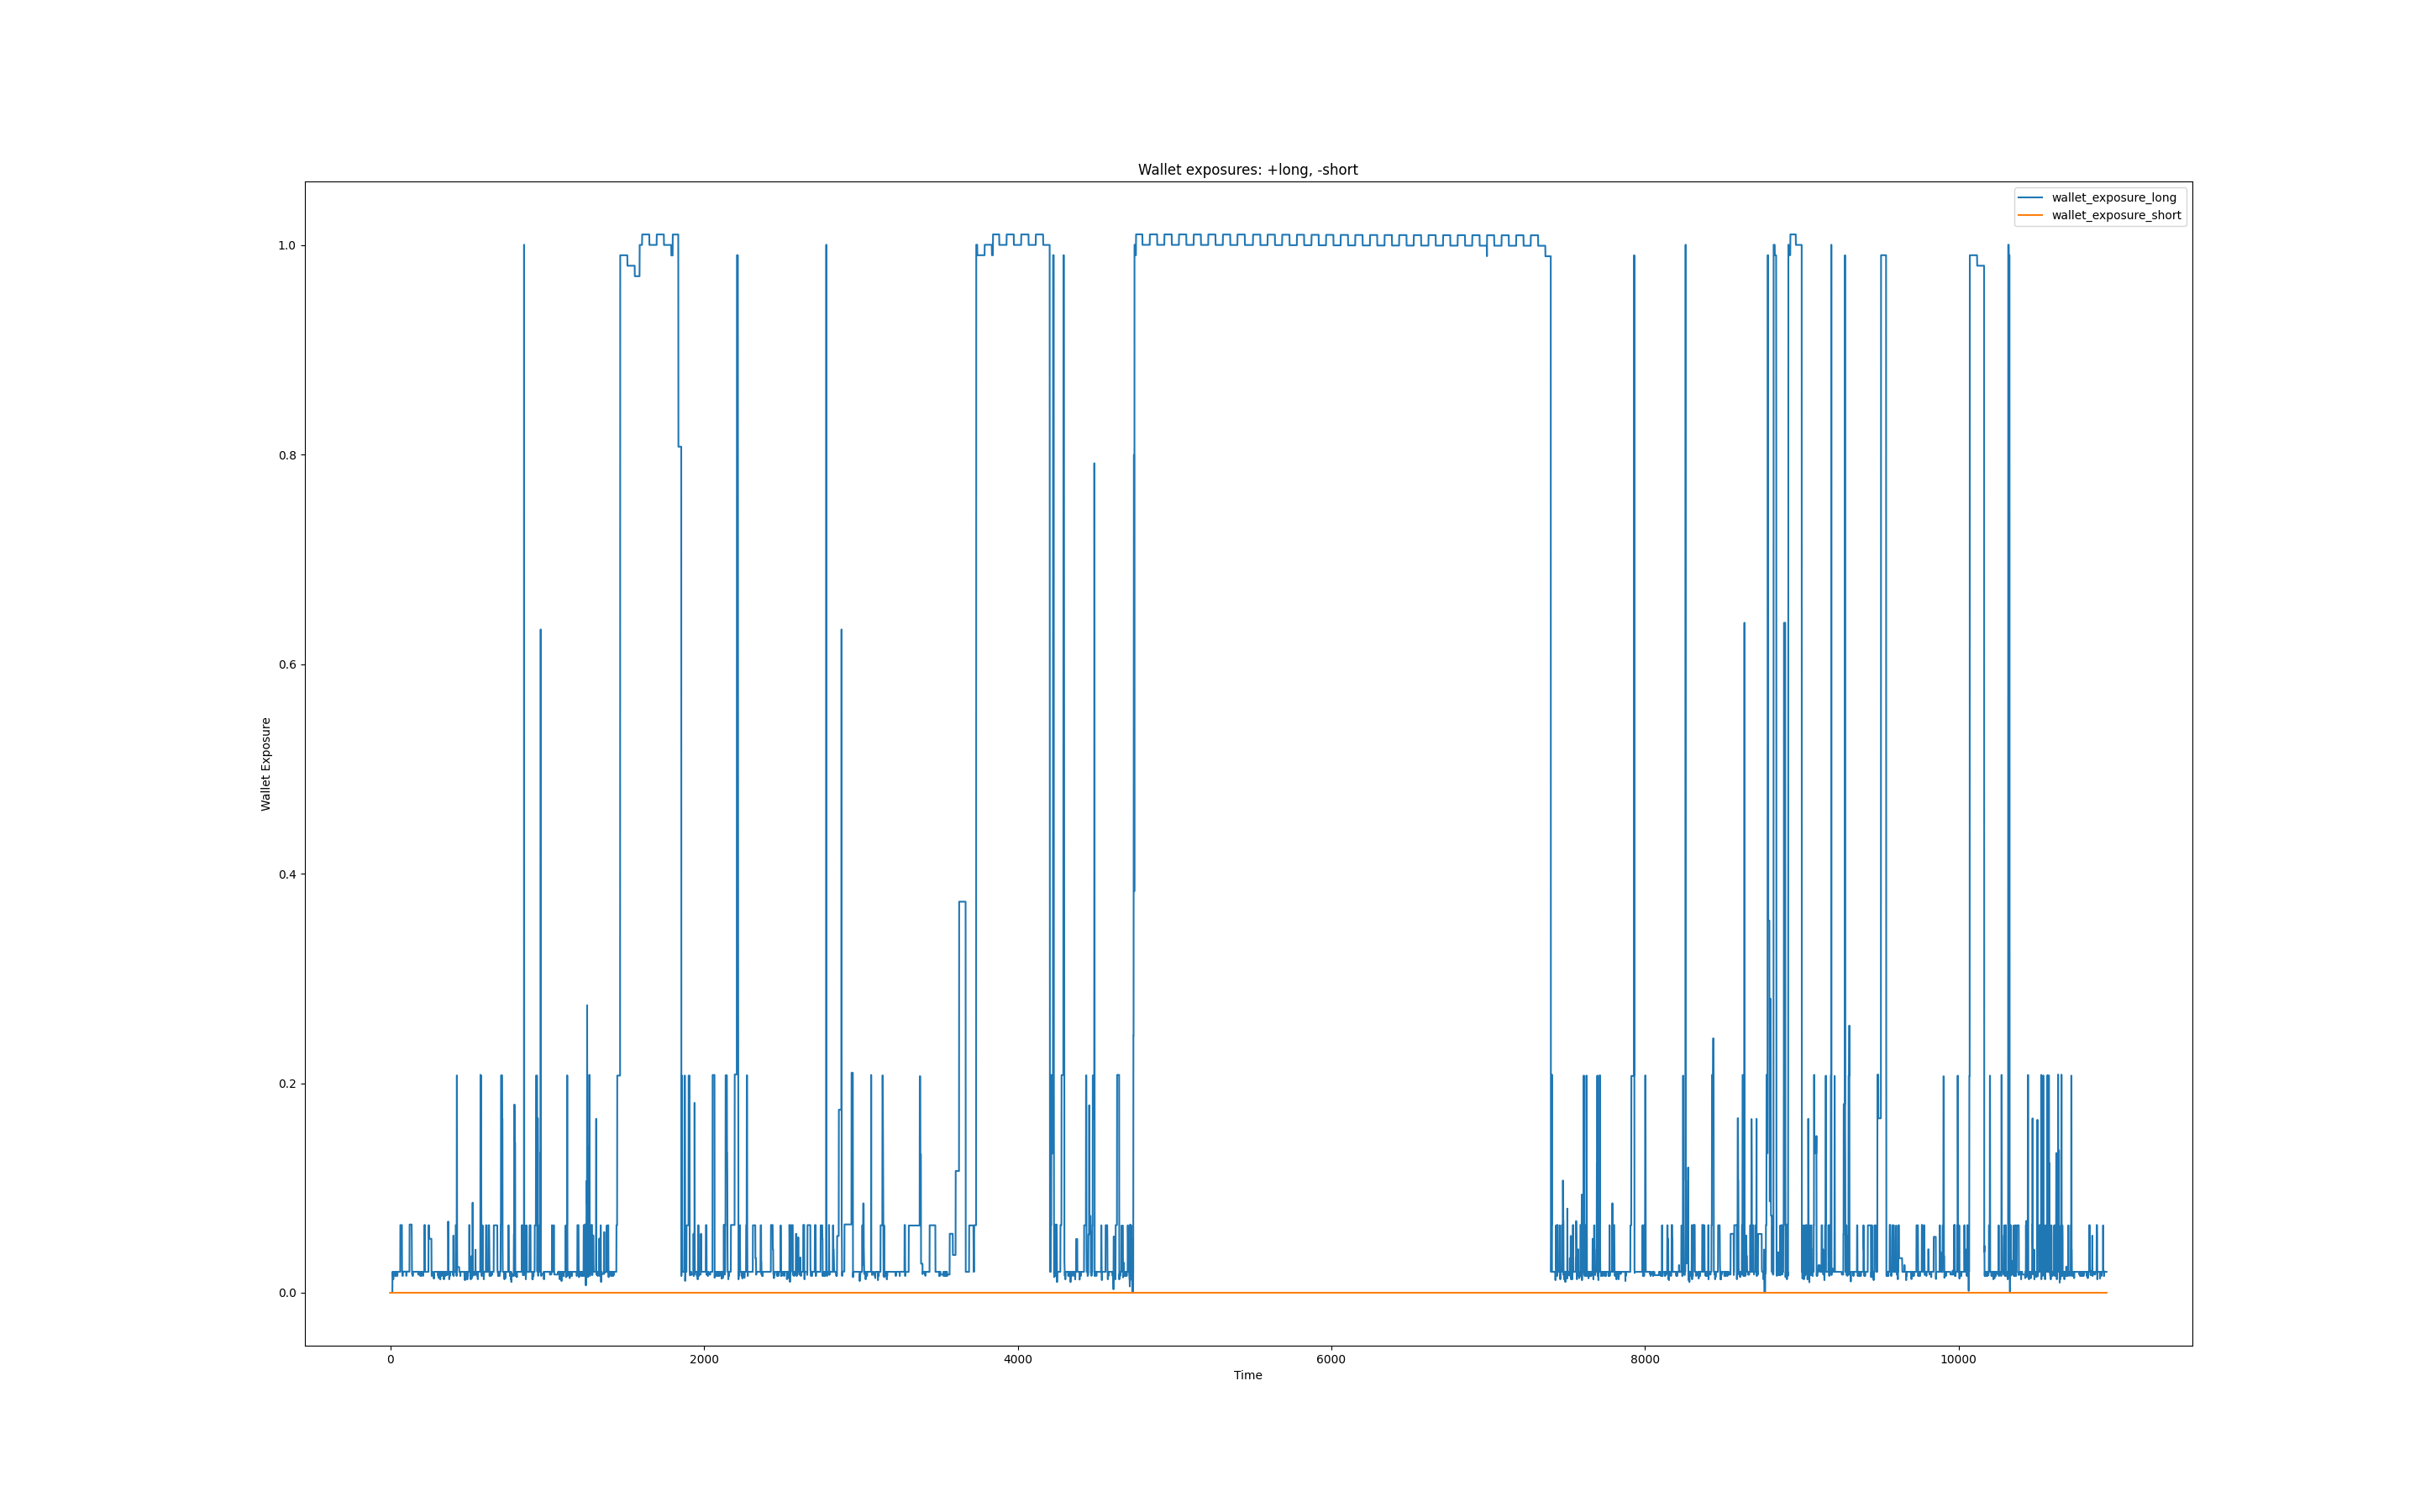 Wallet exposures: +long, -short
wallet_exposure_long
wallet_exposure_short
1.0
0.8
0.6
0.4
0.2
0.0
Wallet Exposure
0 2000 4000 6000 8000 10000
Time